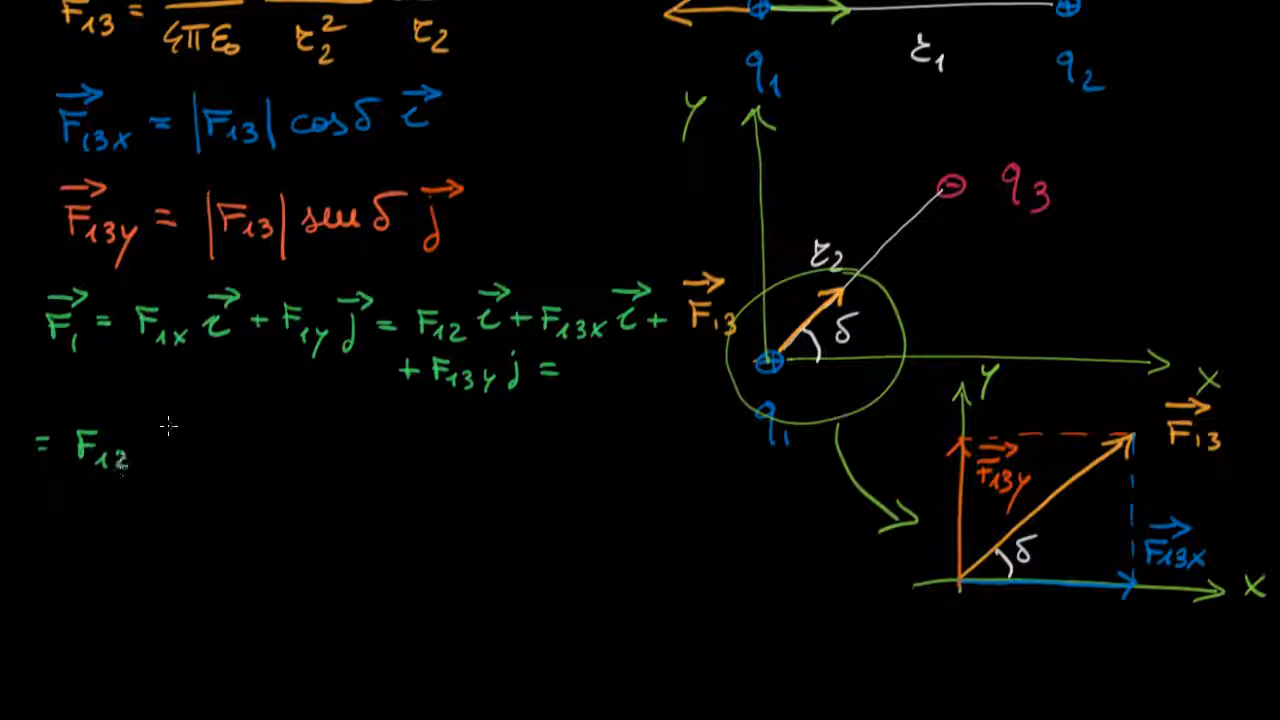 F₁₃ = 4πε₀ r₂² r₂
F₁₃ₓ = |F₁₃| cos δ i
F₁₃y = |F₁₃| sen δ j
F₁ = F₁ₓ i + F₁y j = F₁₂ i + F₁₃ₓ i +
+ F₁₃y j =
= F₁₂
r₁
q₁ q₂
Y
q₃
r₂
F₁₃
δ
X
q₁
Y
F₁₃
F₁₃y
δ
F₁₃ₓ
X